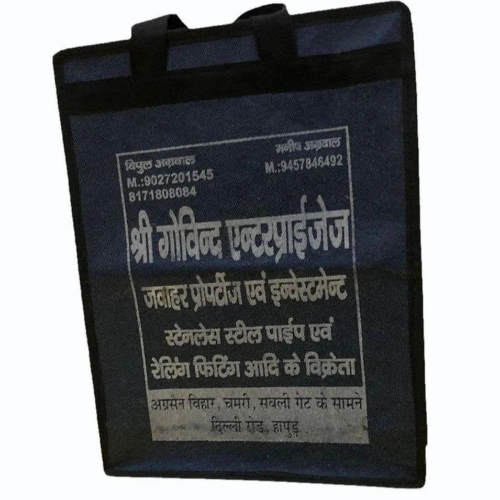 विपुल अग्रवाल
M.:9027201545
8171808084
मनीष अग्रवाल
M.:9457846492
श्री गोविन्द एन्टरप्राईजेज
जवाहर प्रोपर्टीज एवं इन्वेस्टमेन्ट
स्टेनलेस स्टील पाईप एवं
रेलिंग फिटिंग आदि के विक्रेता
अग्रसैन विहार, चमरी, सबली गेट के सामने
दिल्ली रोड, हापुड़